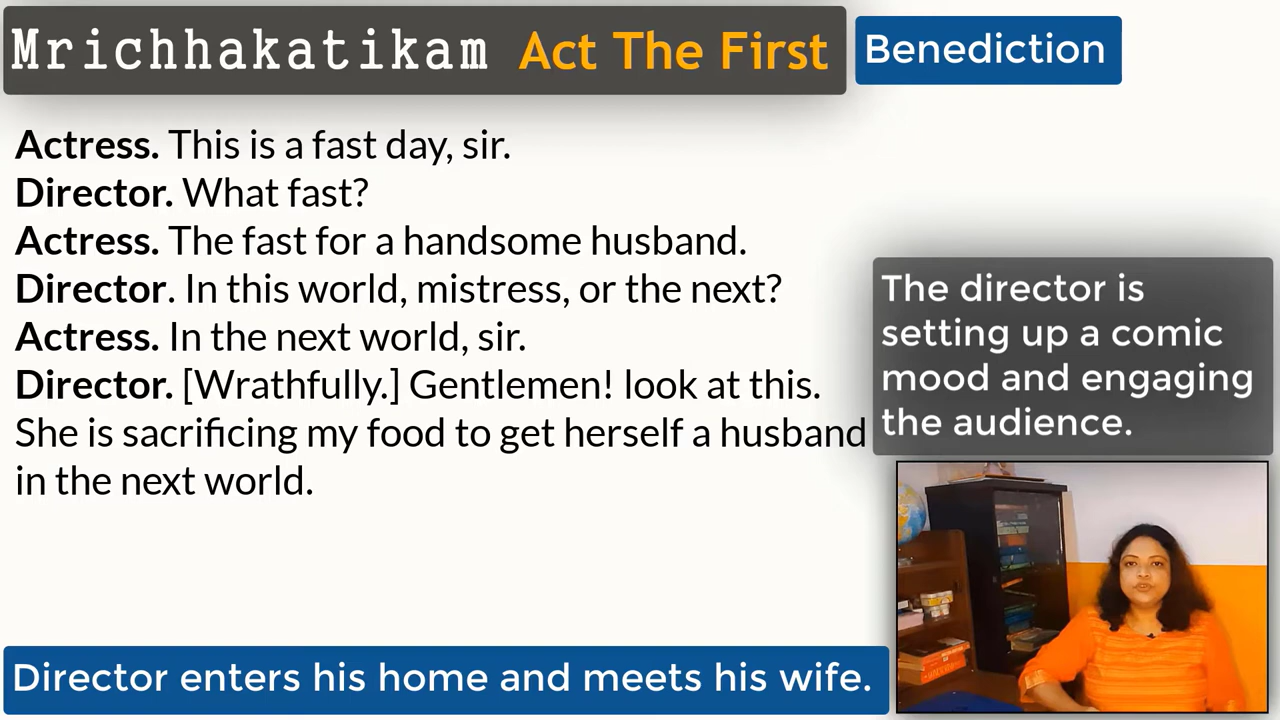 Mrichhakatikam Act The First
Benediction
Actress. This is a fast day, sir.
Director. What fast?
Actress. The fast for a handsome husband.
Director. In this world, mistress, or the next?
Actress. In the next world, sir.
Director. [Wrathfully.] Gentlemen! look at this.
She is sacrificing my food to get herself a husband
in the next world.
The director is
setting up a comic
mood and engaging
the audience.
Director enters his home and meets his wife.